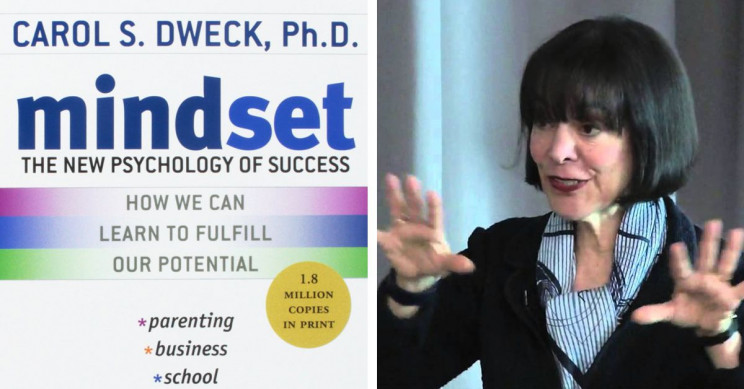 CAROL S. DWECK, Ph.D.
mindset
THE NEW PSYCHOLOGY OF SUCCESS
HOW WE CAN
LEARN TO FULFILL
OUR POTENTIAL
1.8
MILLION
COPIES
IN PRINT
*parenting
*business
*school